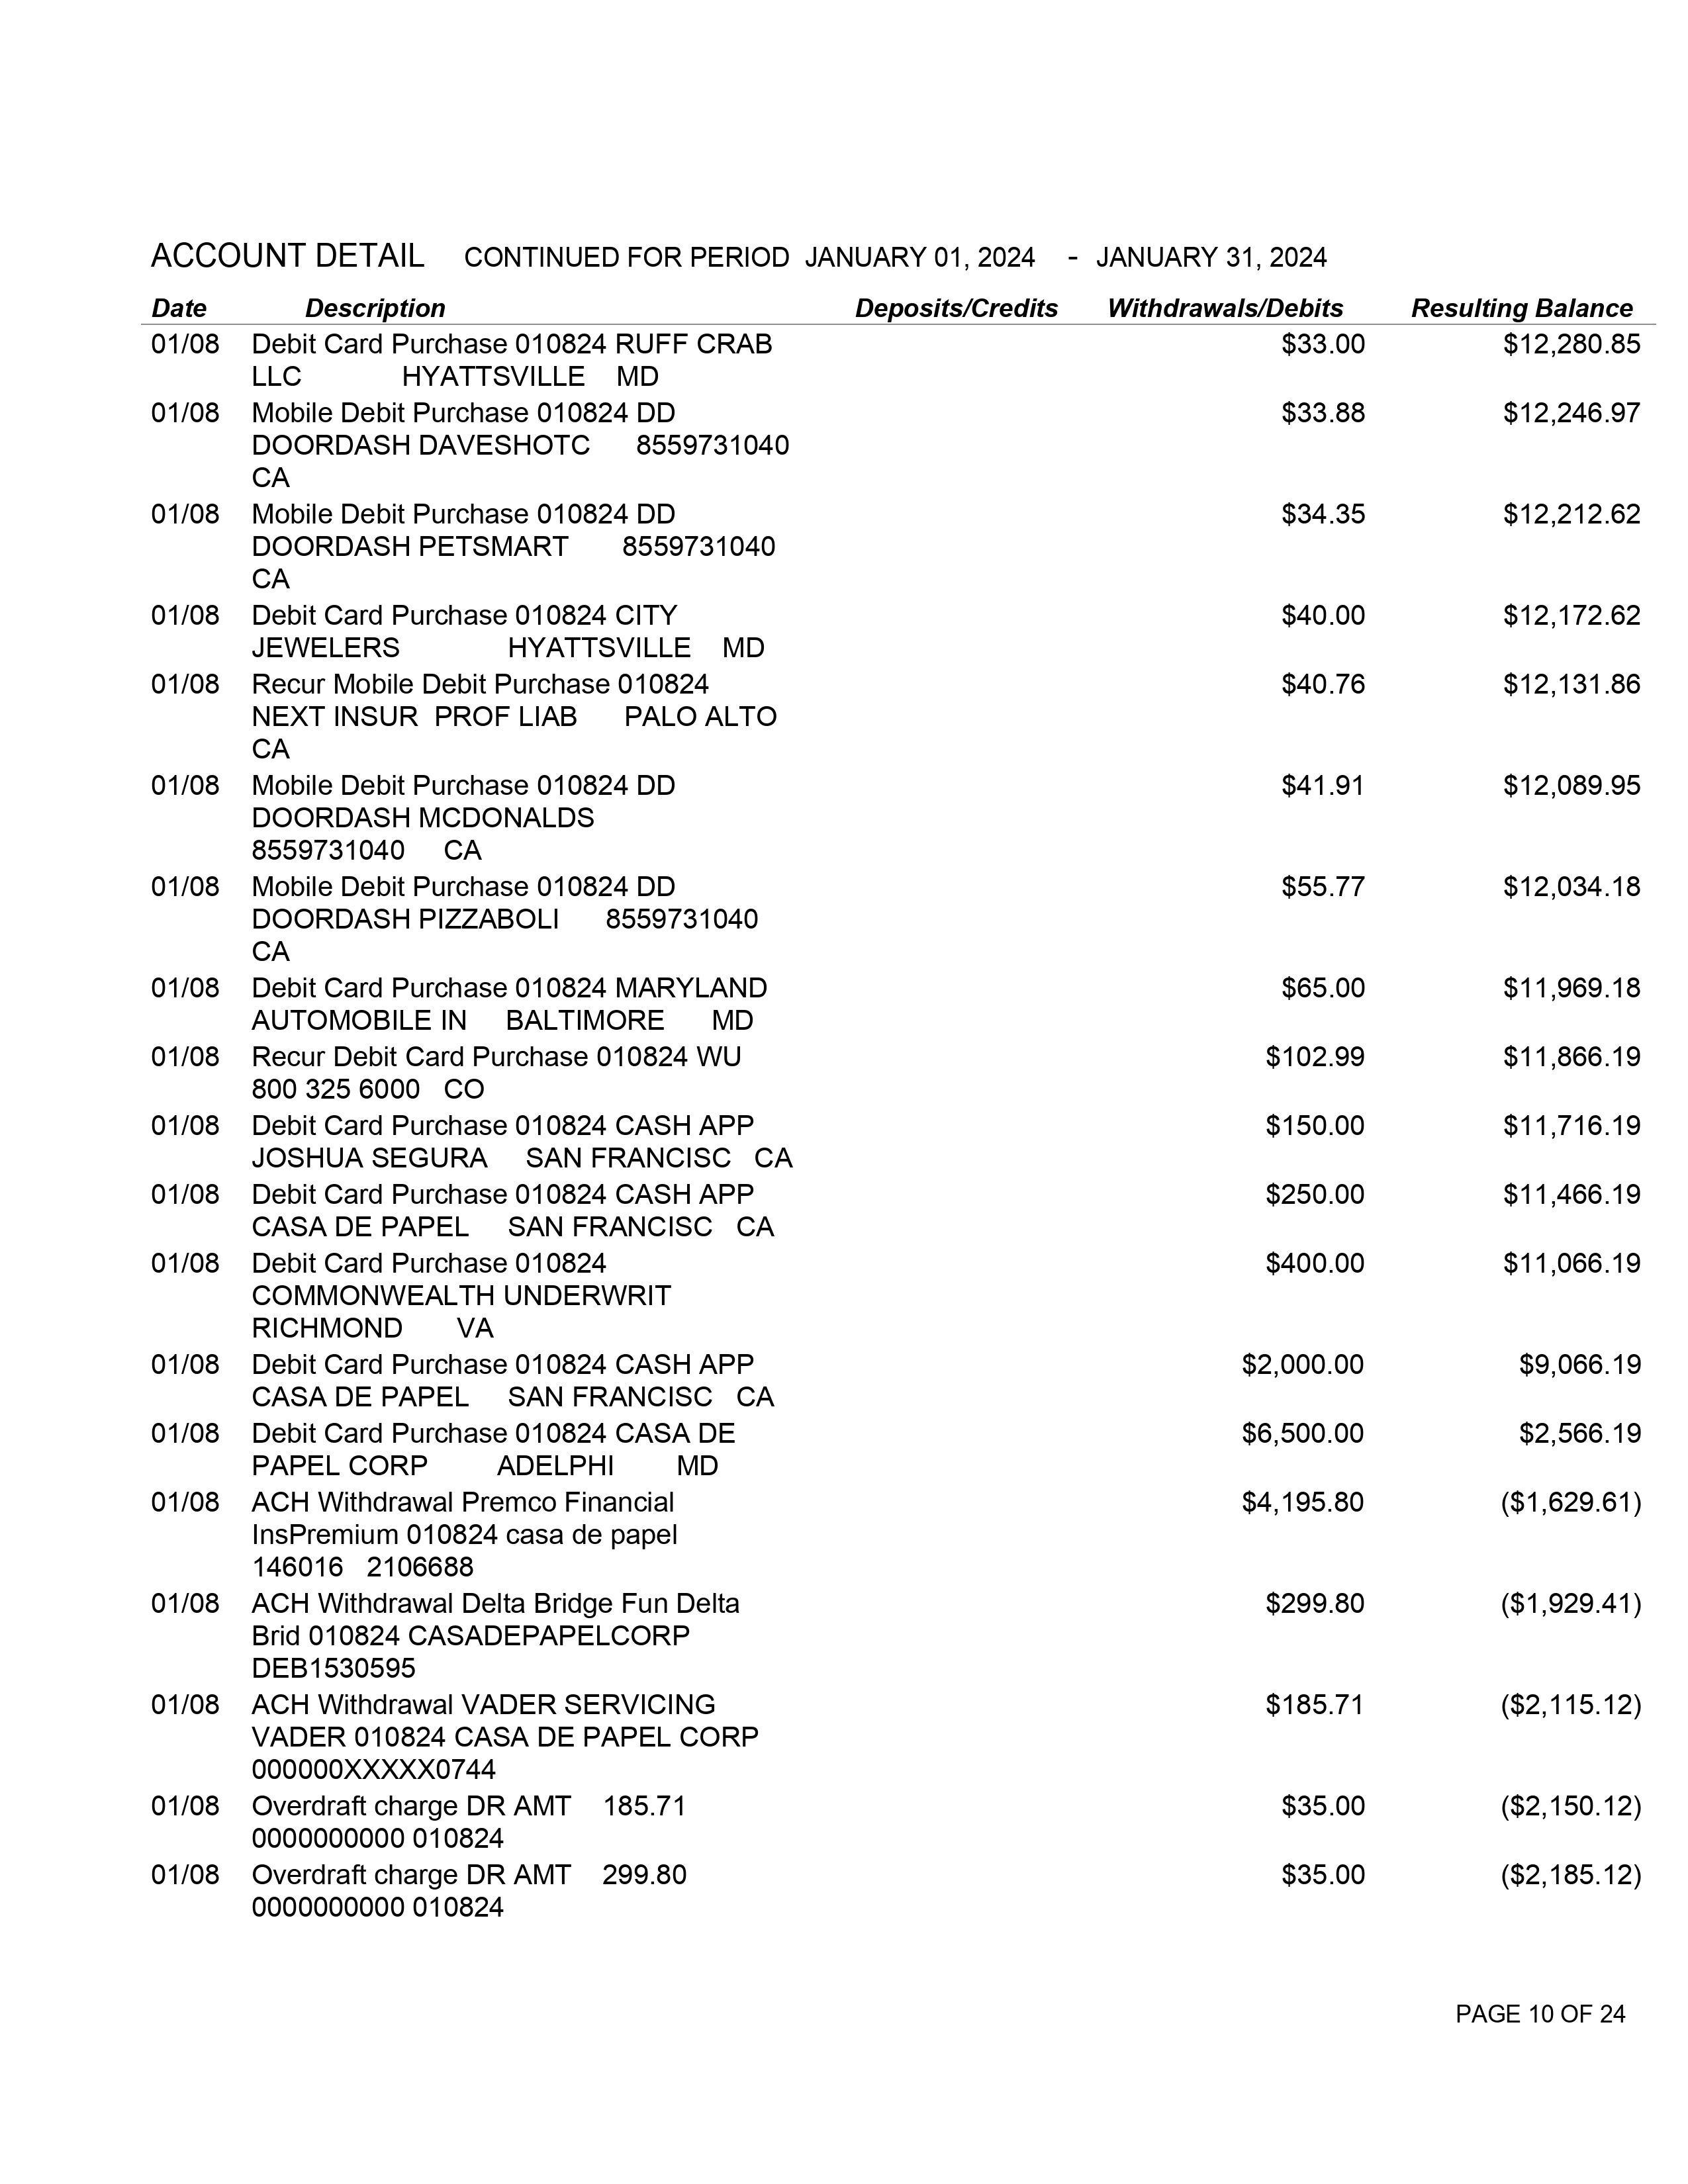 ACCOUNT DETAIL CONTINUED FOR PERIOD JANUARY 01, 2024 - JANUARY 31, 2024
Date Description Deposits/Credits Withdrawals/Debits Resulting Balance
01/08 Debit Card Purchase 010824 RUFF CRAB $33.00 $12,280.85
LLC HYATTSVILLE MD
01/08 Mobile Debit Purchase 010824 DD $33.88 $12,246.97
DOORDASH DAVESHOTC 8559731040
CA
01/08 Mobile Debit Purchase 010824 DD $34.35 $12,212.62
DOORDASH PETSMART 8559731040
CA
01/08 Debit Card Purchase 010824 CITY $40.00 $12,172.62
JEWELERS HYATTSVILLE MD
01/08 Recur Mobile Debit Purchase 010824 $40.76 $12,131.86
NEXT INSUR PROF LIAB PALO ALTO
CA
01/08 Mobile Debit Purchase 010824 DD $41.91 $12,089.95
DOORDASH MCDONALDS
8559731040 CA
01/08 Mobile Debit Purchase 010824 DD $55.77 $12,034.18
DOORDASH PIZZABOLI 8559731040
CA
01/08 Debit Card Purchase 010824 MARYLAND $65.00 $11,969.18
AUTOMOBILE IN BALTIMORE MD
01/08 Recur Debit Card Purchase 010824 WU $102.99 $11,866.19
800 325 6000 CO
01/08 Debit Card Purchase 010824 CASH APP $150.00 $11,716.19
JOSHUA SEGURA SAN FRANCISC CA
01/08 Debit Card Purchase 010824 CASH APP $250.00 $11,466.19
CASA DE PAPEL SAN FRANCISC CA
01/08 Debit Card Purchase 010824 $400.00 $11,066.19
COMMONWEALTH UNDERWRIT
RICHMOND VA
01/08 Debit Card Purchase 010824 CASH APP $2,000.00 $9,066.19
CASA DE PAPEL SAN FRANCISC CA
01/08 Debit Card Purchase 010824 CASA DE $6,500.00 $2,566.19
PAPEL CORP ADELPHI MD
01/08 ACH Withdrawal Premco Financial $4,195.80 ($1,629.61)
InsPremium 010824 casa de papel
146016 2106688
01/08 ACH Withdrawal Delta Bridge Fun Delta $299.80 ($1,929.41)
Brid 010824 CASADEPAPELCORP
DEB1530595
01/08 ACH Withdrawal VADER SERVICING $185.71 ($2,115.12)
VADER 010824 CASA DE PAPEL CORP
000000XXXXX0744
01/08 Overdraft charge DR AMT 185.71 $35.00 ($2,150.12)
0000000000 010824
01/08 Overdraft charge DR AMT 299.80 $35.00 ($2,185.12)
0000000000 010824
PAGE 10 OF 24